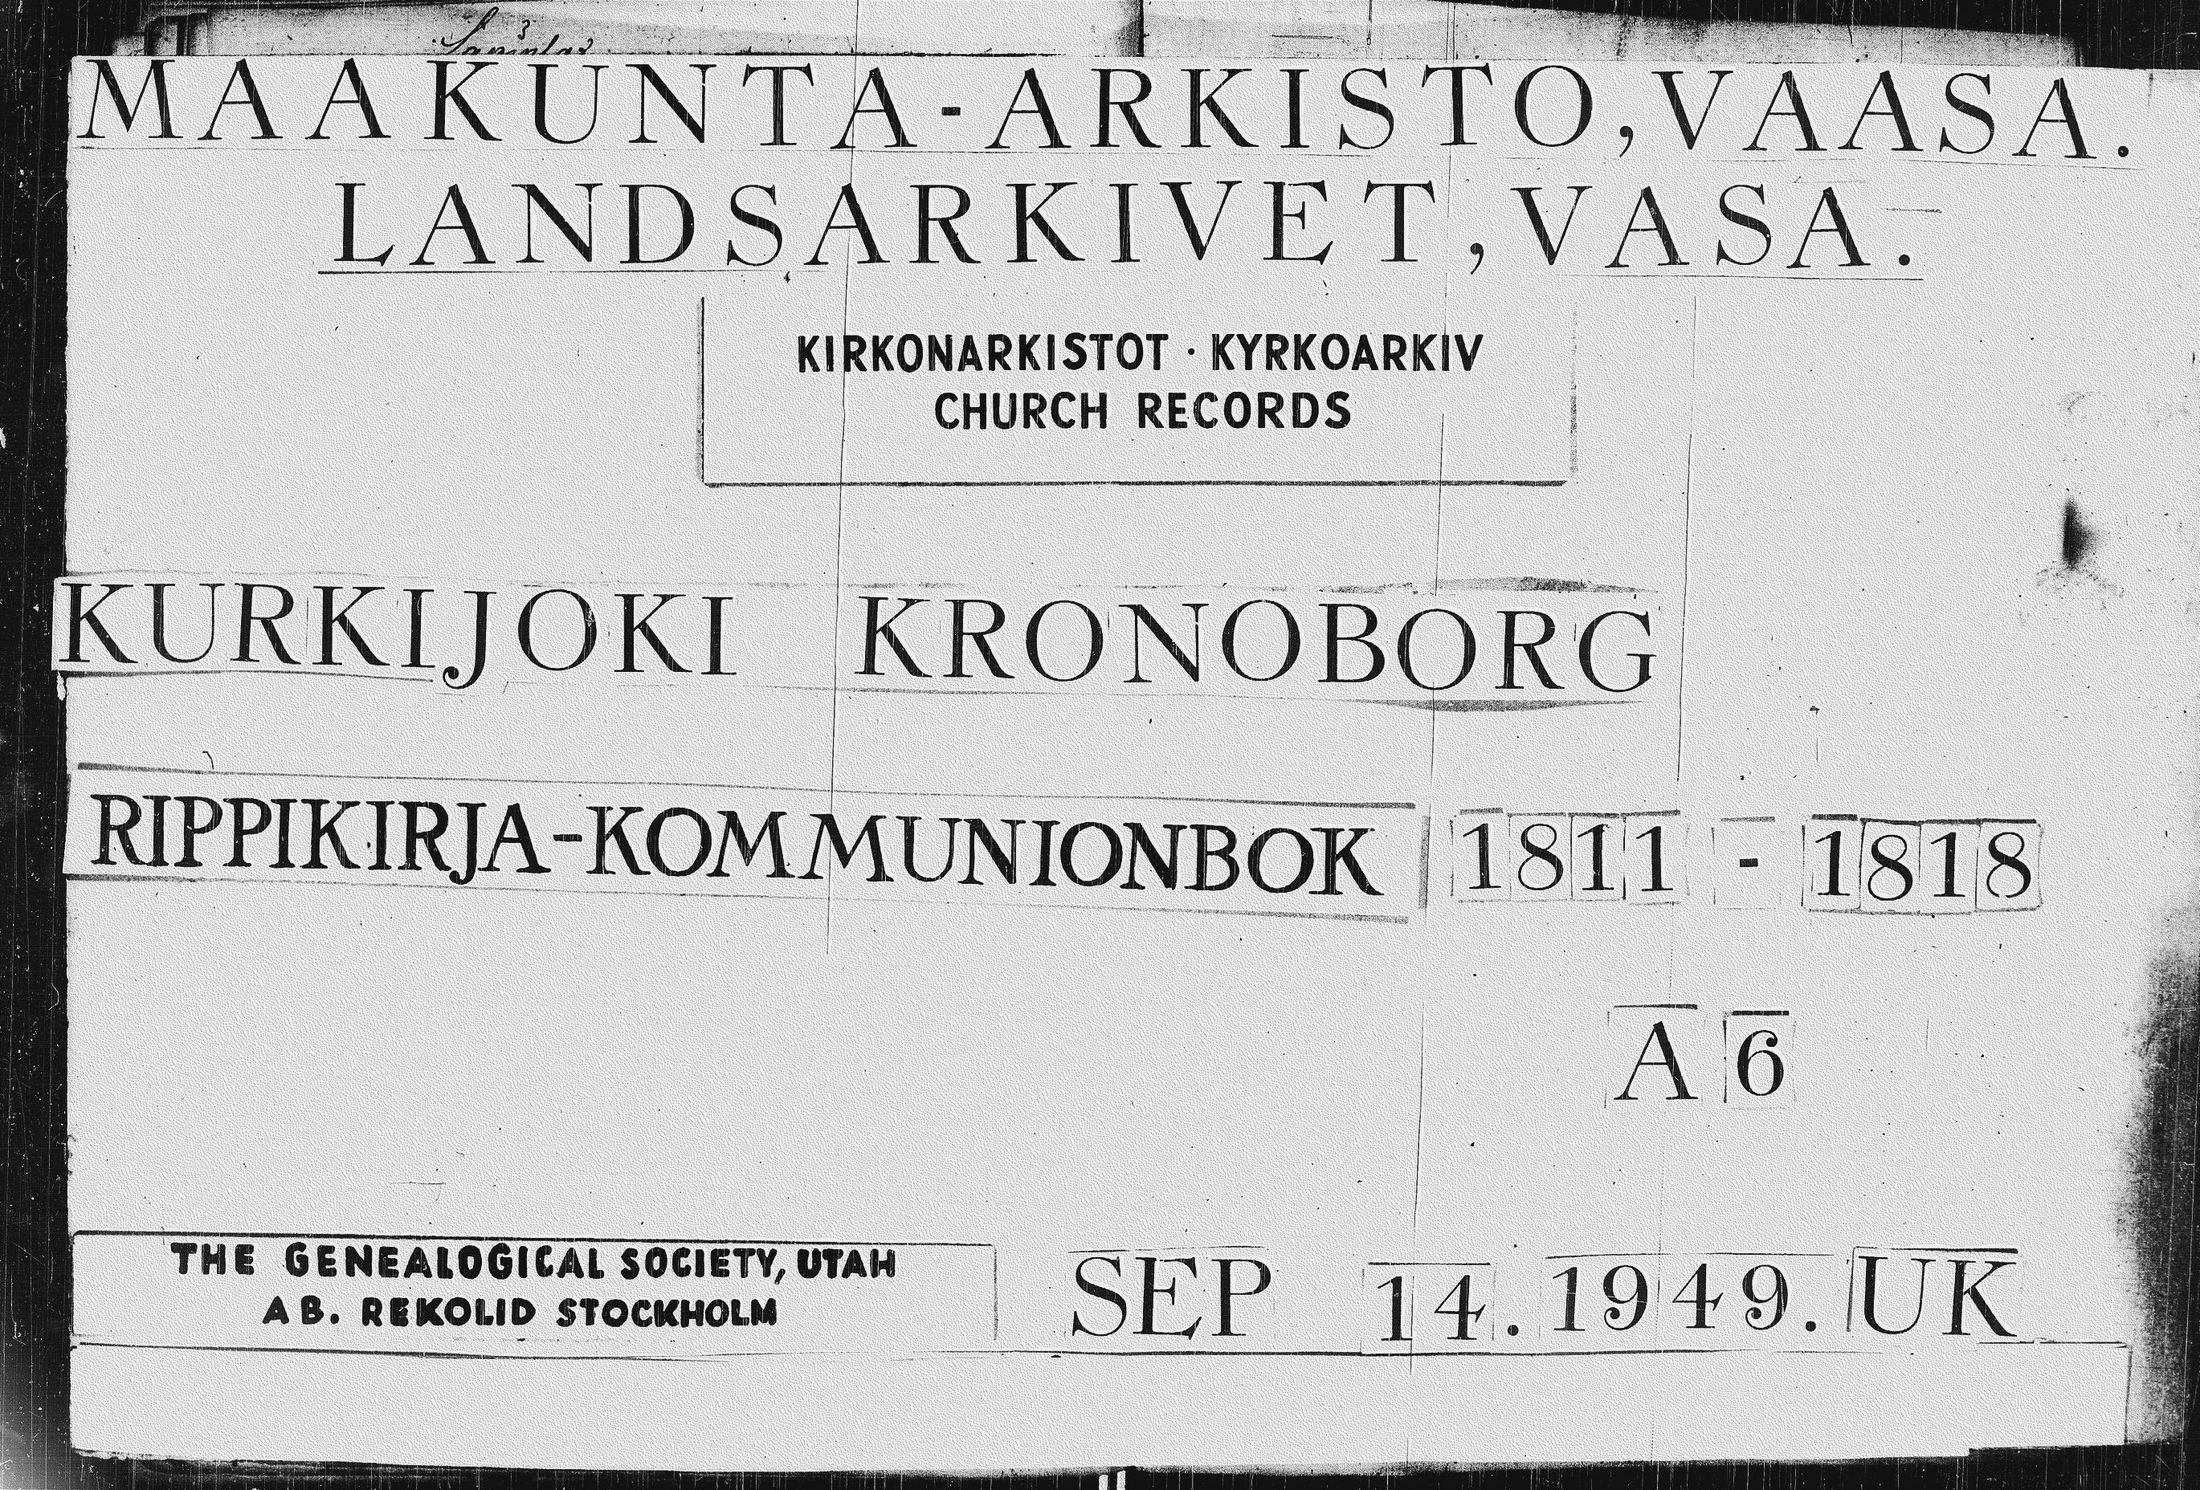 MAAKUNTA-ARKISTO, VAASA.
LANDSARKIVET, VASA.
KIRKONARKISTOT · KYRKOARKIV
CHURCH RECORDS
KURKIJOKI KRONOBORG
RIPPIKIRJA-KOMMUNIONBOK 1811 - 1818
A 6
THE GENEALOGICAL SOCIETY, UTAH
AB. REKOLID STOCKHOLM
SEP 14. 1949. UK